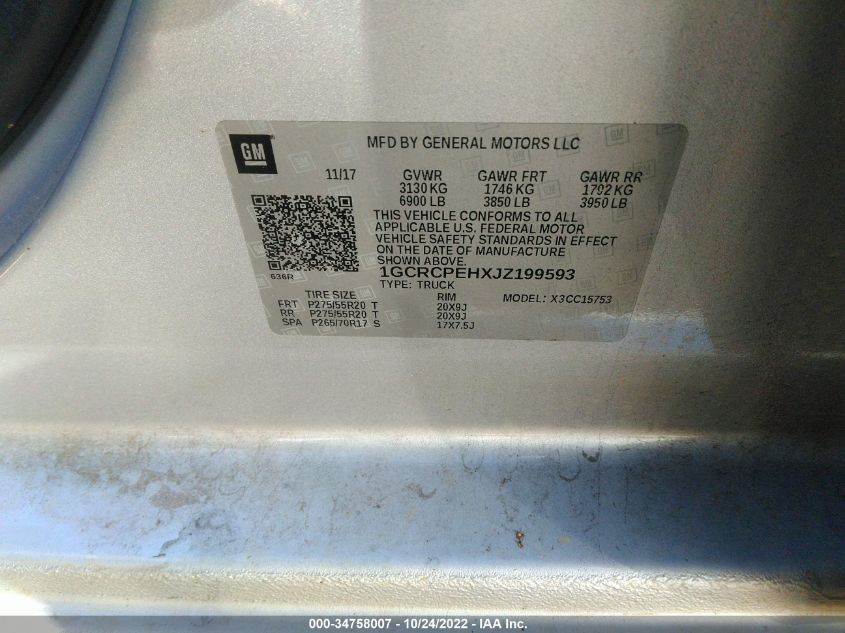 GM
MFD BY GENERAL MOTORS LLC
11/17 GVWR GAWR FRT GAWR RR
3130 KG 1746 KG 1792 KG
6900 LB 3850 LB 3950 LB
THIS VEHICLE CONFORMS TO ALL
APPLICABLE U.S. FEDERAL MOTOR
VEHICLE SAFETY STANDARDS IN EFFECT
ON THE DATE OF MANUFACTURE
SHOWN ABOVE.
1GCRCPEHXJZ199593
636R
TYPE: TRUCK
TIRE SIZE RIM MODEL: X3CC15753
FRT P275/55R20 T 20X9J
RR P275/55R20 T 20X9J
SPA P265/70R17 S 17X7.5J
000-34758007 - 10/24/2022 - IAA Inc.